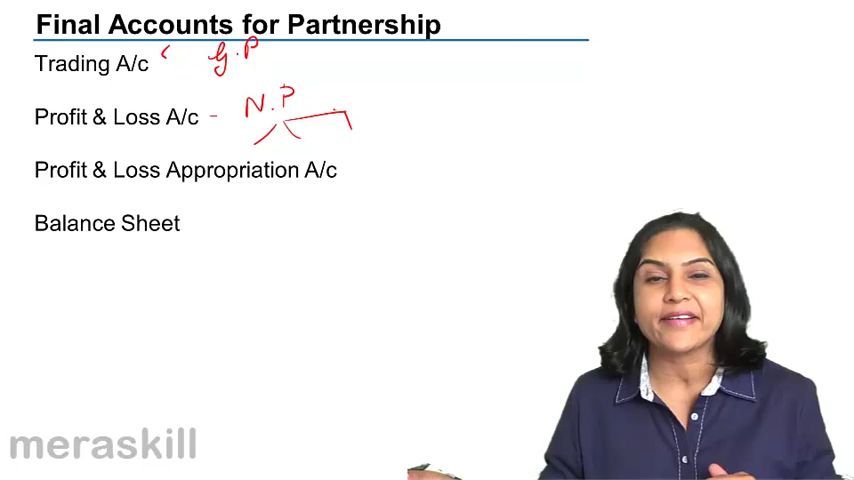 Final Accounts for Partnership
Trading A/c G.P
Profit & Loss A/c - N.P
Profit & Loss Appropriation A/c
Balance Sheet
meraskill